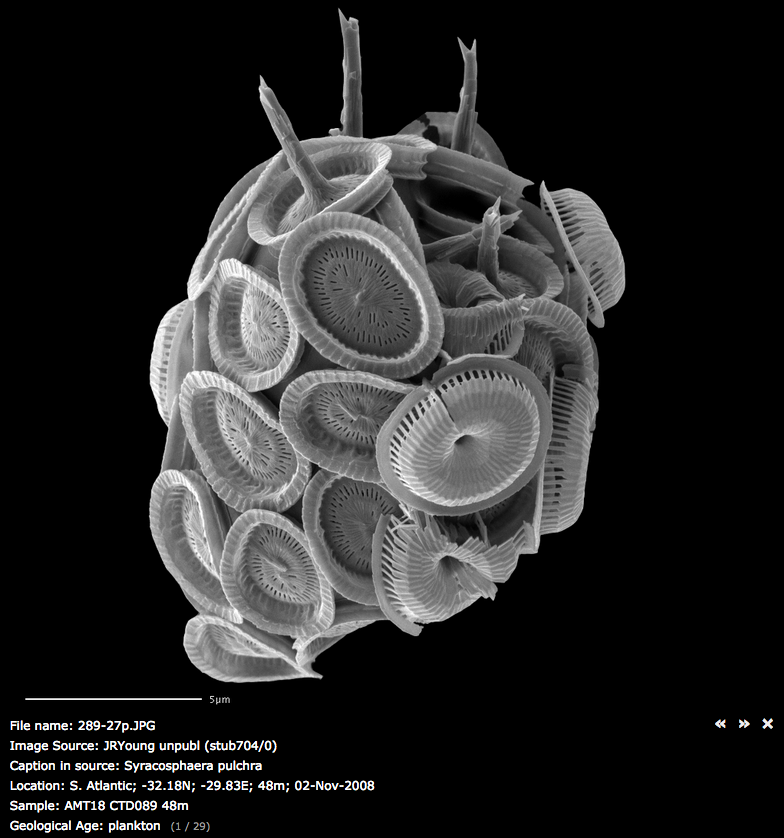 5µm
File name: 289-27p.JPG
Image Source: JRYoung unpubl (stub704/0)
Caption in source: Syracosphaera pulchra
Location: S. Atlantic; -32.18N; -29.83E; 48m; 02-Nov-2008
Sample: AMT18 CTD089 48m
Geological Age: plankton (1 / 29)